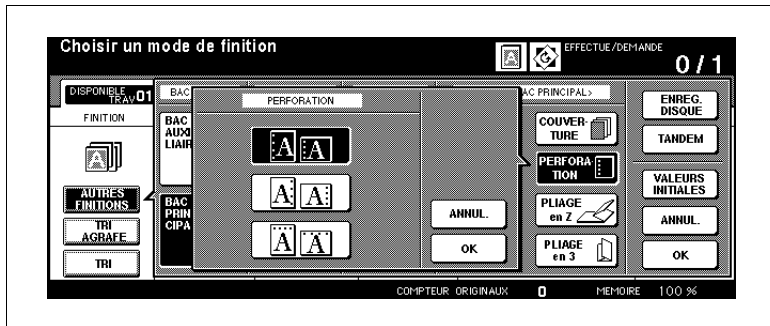 Choisir un mode de finition
EFFECTUE/DEMANDE
0 / 1
DISPONIBLE
TRAV 01
FINITION
AUTRES
FINITIONS
TRI
AGRAFE
TRI
BAC
BAC
AUXI
LIAIR
BAC
PRIN
CIPA
PERFORATION
A A
A A
A A
ANNUL.
OK
AC PRINCIPAL>
COUVER-
TURE
PERFORA-
TION
PLIAGE
en Z
PLIAGE
en 3
ENREG.
DISQUE
TANDEM
VALEURS
INITIALES
ANNUL.
OK
COMPTEUR ORIGINAUX 0 MEMOIRE 100 %